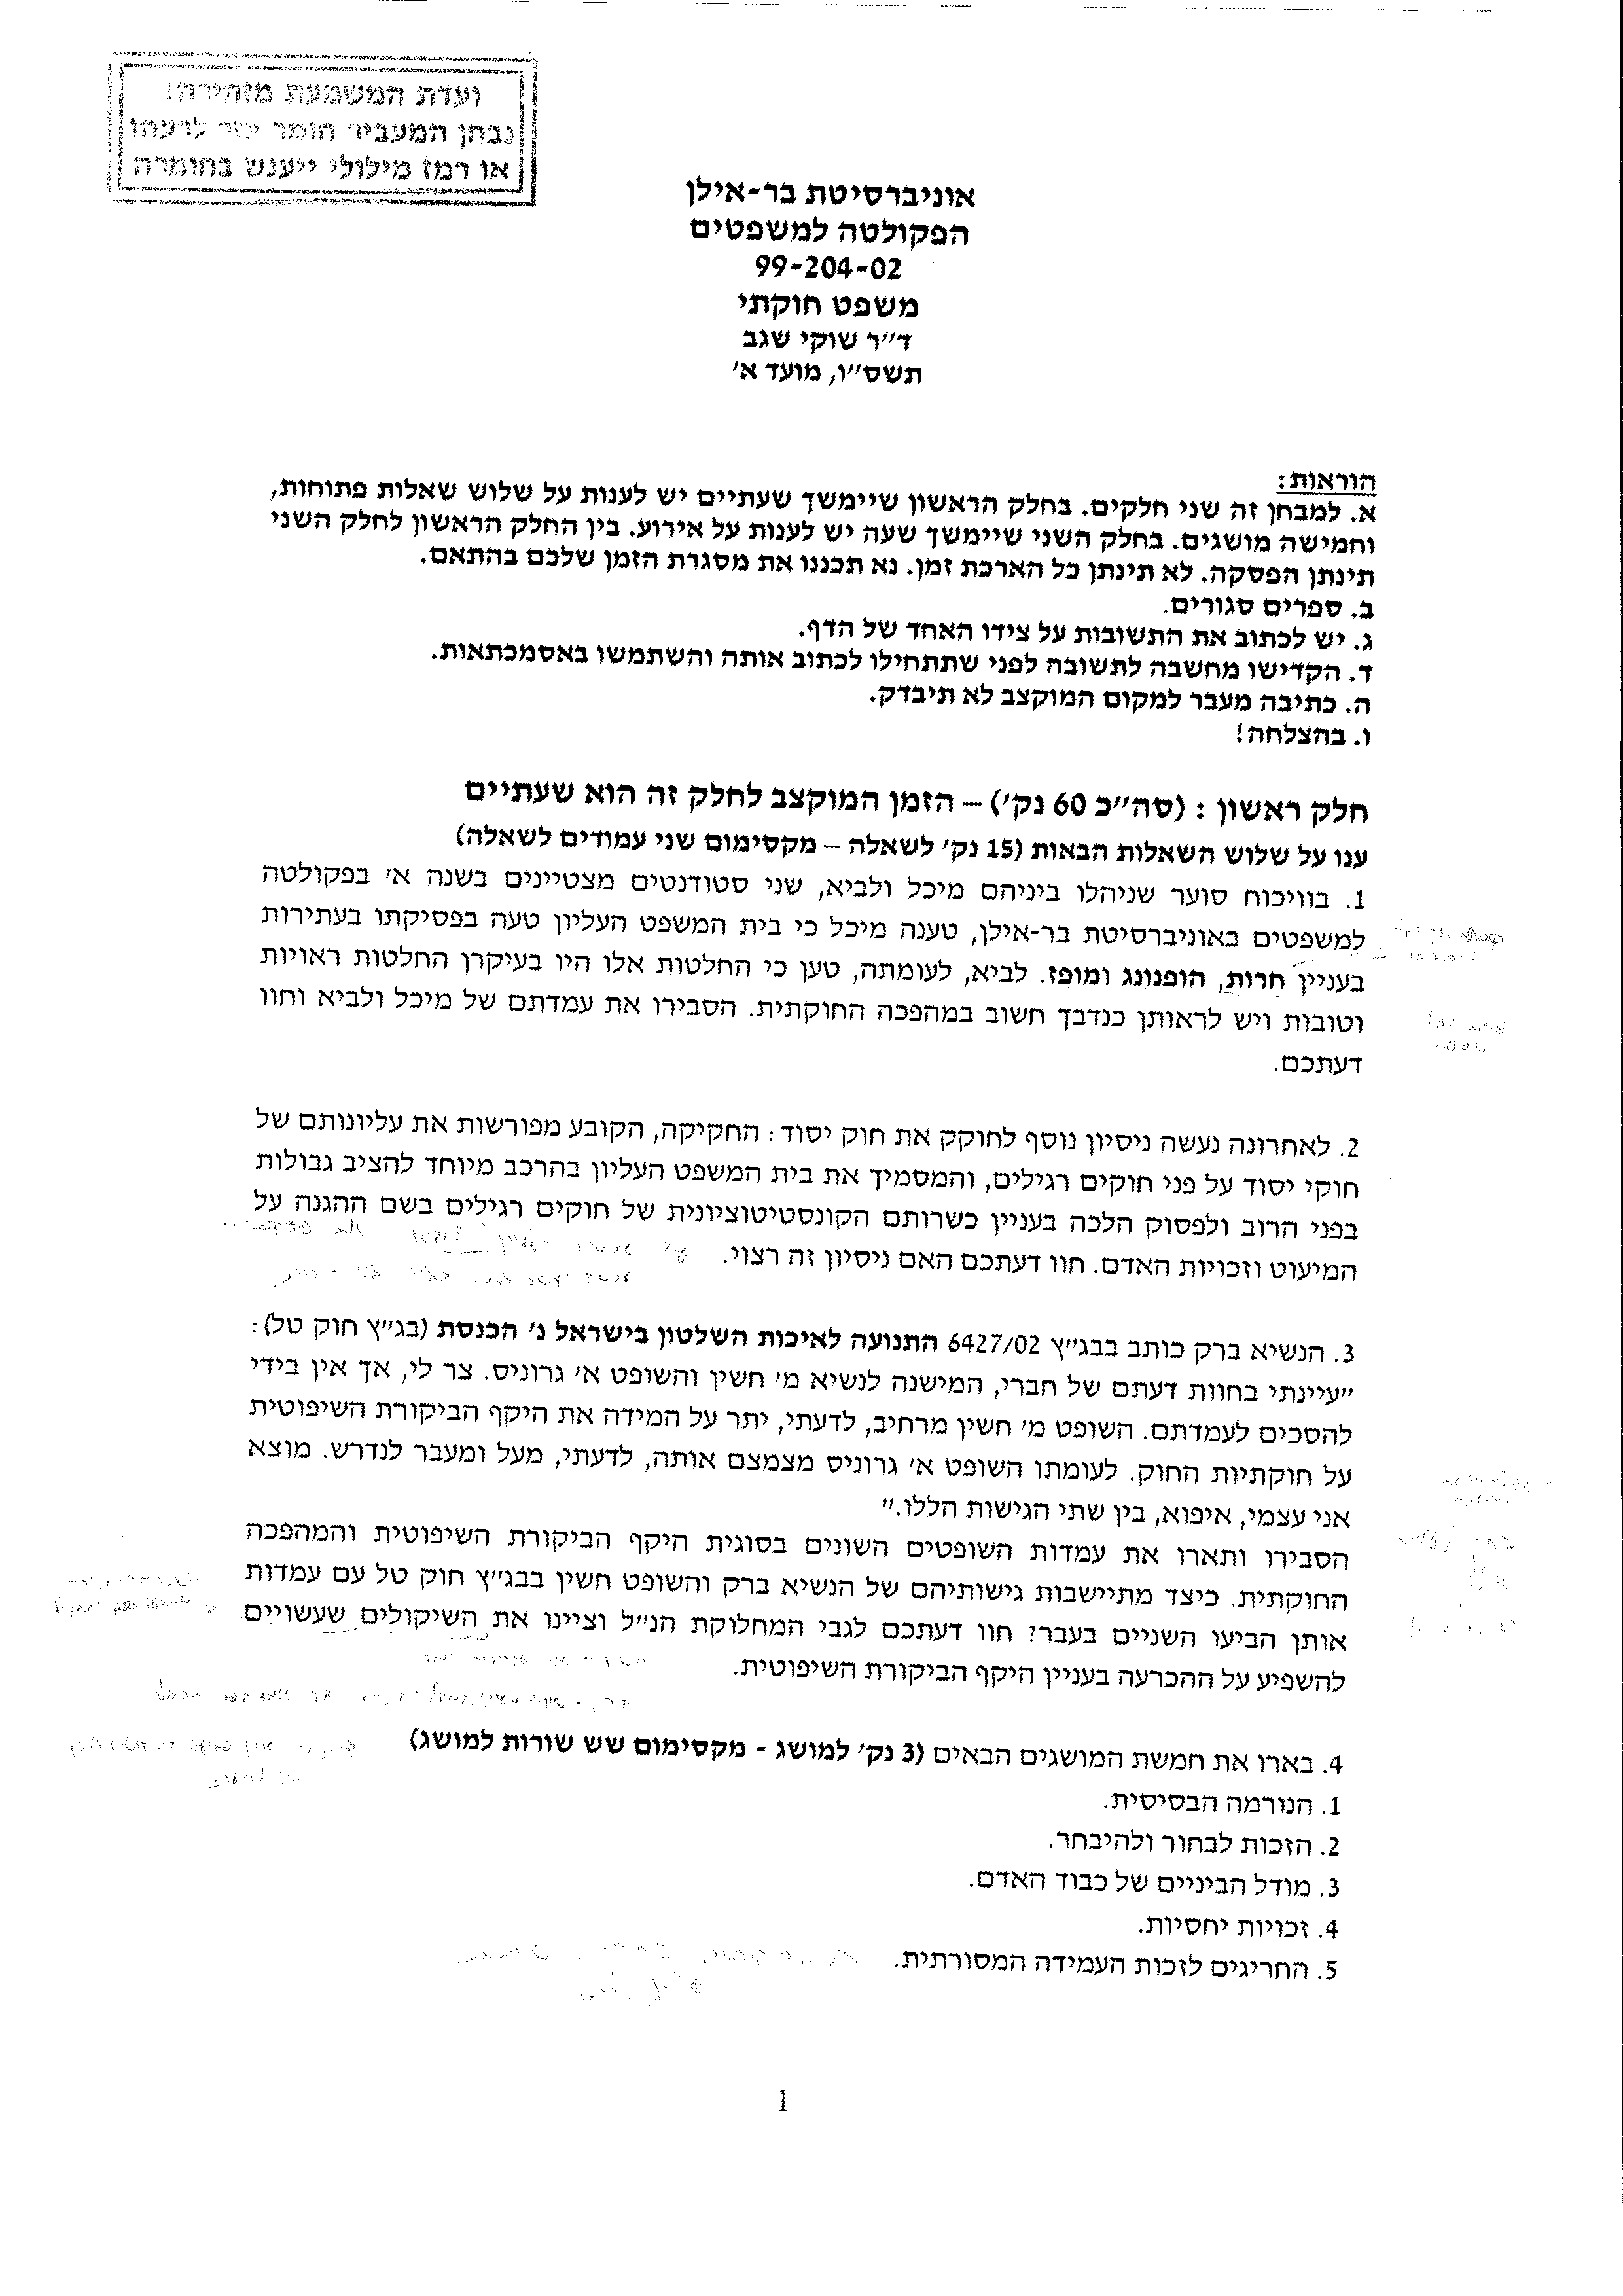 ועדת המשמעת מזהירה!
נבחן המעביר חומר עזר לרעהו
או רמז מילולי ייענש בחומרה
אוניברסיטת בר-אילן
הפקולטה למשפטים
99-204-02
משפט חוקתי
ד״ר שוקי שגב
תשס״ו, מועד א׳
הוראות:
א. למבחן זה שני חלקים. בחלק הראשון שיימשך שעתיים יש לענות על שלוש שאלות פתוחות,
וחמישה מושגים. בחלק השני שיימשך שעה יש לענות על אירוע. בין החלק הראשון לחלק השני
תינתן הפסקה. לא תינתן כל הארכת זמן. נא תכננו את מסגרת הזמן שלכם בהתאם.
ב. ספרים סגורים.
ג. יש לכתוב את התשובות על צידו האחד של הדף.
ד. הקדישו מחשבה לתשובה לפני שתתחילו לכתוב אותה והשתמשו באסמכתאות.
ה. כתיבה מעבר למקום המוקצב לא תיבדק.
ו. בהצלחה!
חלק ראשון: (סה״כ 60 נק׳) – הזמן המוקצב לחלק זה הוא שעתיים
ענו על שלוש השאלות הבאות (15 נק׳ לשאלה – מקסימום שני עמודים לשאלה)
1. בוויכוח סוער שניהלו ביניהם מיכל ולביא, שני סטודנטים מצטיינים בשנה א׳ בפקולטה
למשפטים באוניברסיטת בר-אילן, טענה מיכל כי בית המשפט העליון טעה בפסיקתו בעתירות
בעניין חרות, הופנונג ומופז. לביא, לעומתה, טען כי החלטות אלו היו בעיקרן החלטות ראויות
וטובות ויש לראותן כנדבך חשוב במהפכה החוקתית. הסבירו את עמדתם של מיכל ולביא וחוו
דעתכם.
2. לאחרונה נעשה ניסיון נוסף לחוקק את חוק יסוד: החקיקה, הקובע מפורשות את עליונותם של
חוקי יסוד על פני חוקים רגילים, והמסמיך את בית המשפט העליון בהרכב מיוחד להציב גבולות
בפני הרוב ולפסוק הלכה בעניין כשרותם הקונסטיטוציונית של חוקים רגילים בשם ההגנה על
המיעוט וזכויות האדם. חוו דעתכם האם ניסיון זה רצוי.
3. הנשיא ברק כותב בבג״ץ 6427/02 התנועה לאיכות השלטון בישראל נ׳ הכנסת (בג״ץ חוק טל):
״עיינתי בחוות דעתם של חברי, המישנה לנשיא מ׳ חשין והשופט א׳ גרוניס. צר לי, אך אין בידי
להסכים לעמדתם. השופט מ׳ חשין מרחיב, לדעתי, יתר על המידה את היקף הביקורת השיפוטית
על חוקתיות החוק. לעומתו השופט א׳ גרוניס מצמצם אותה, לדעתי, מעל ומעבר לנדרש. מוצא
אני עצמי, איפוא, בין שתי הגישות הללו.״
הסבירו ותארו את עמדות השופטים השונים בסוגית היקף הביקורת השיפוטית והמהפכה
החוקתית. כיצד מתיישבות גישותיהם של הנשיא ברק והשופט חשין בבג״ץ חוק טל עם עמדות
אותן הביעו השניים בעבר? חוו דעתכם לגבי המחלוקת הנ״ל וציינו את השיקולים שעשויים
להשפיע על ההכרעה בעניין היקף הביקורת השיפוטית.
4. בארו את חמשת המושגים הבאים (3 נק׳ למושג - מקסימום שש שורות למושג)
1. הנורמה הבסיסית.
2. הזכות לבחור ולהיבחר.
3. מודל הביניים של כבוד האדם.
4. זכויות יחסיות.
5. החריגים לזכות העמידה המסורתית.
1